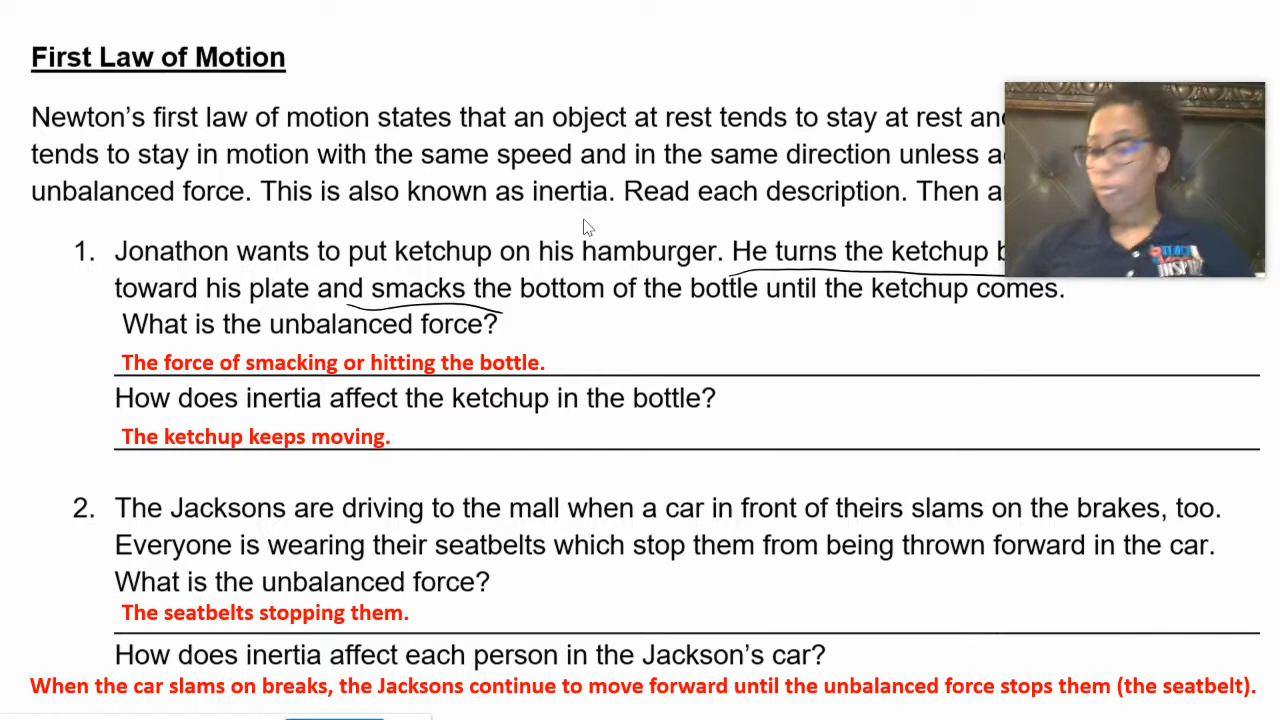 First Law of Motion
Newton's first law of motion states that an object at rest tends to stay at rest
tends to stay in motion with the same speed and in the same direction unless
unbalanced force. This is also known as inertia. Read each description. Then
1. Jonathon wants to put ketchup on his hamburger. He turns the ketchup
toward his plate and smacks the bottom of the bottle until the ketchup comes.
What is the unbalanced force?
The force of smacking or hitting the bottle.
How does inertia affect the ketchup in the bottle?
The ketchup keeps moving.
2. The Jacksons are driving to the mall when a car in front of theirs slams on the brakes, too.
Everyone is wearing their seatbelts which stop them from being thrown forward in the car.
What is the unbalanced force?
The seatbelts stopping them.
How does inertia affect each person in the Jackson's car?
When the car slams on breaks, the Jacksons continue to move forward until the unbalanced force stops them (the seatbelt).